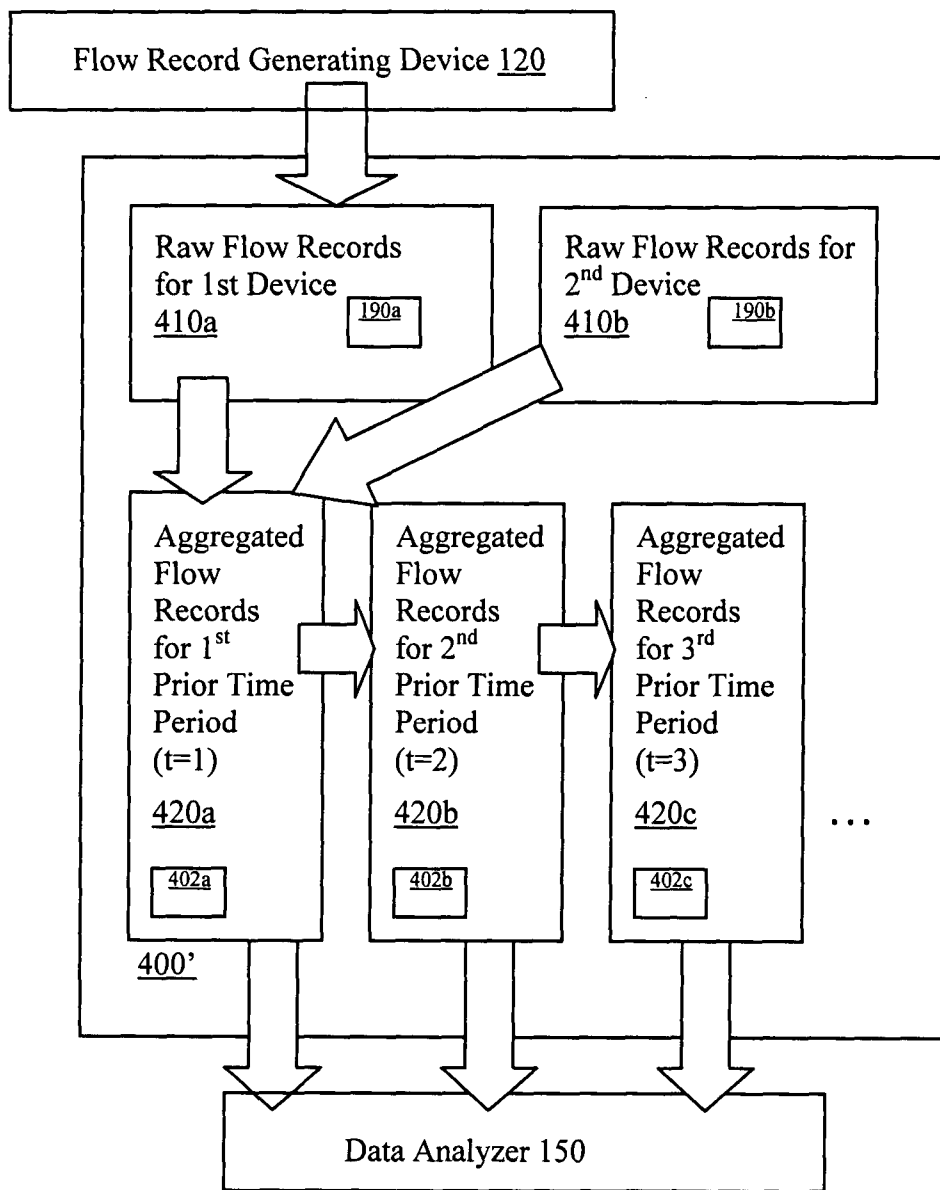 Flow Record Generating Device 120
Raw Flow Records
for 1st Device
410a
190a
Raw Flow Records for
2nd Device
410b
190b
Aggregated
Flow
Records
for 1st
Prior Time
Period
(t=1)
420a
402a
Aggregated
Flow
Records
for 2nd
Prior Time
Period
(t=2)
420b
402b
Aggregated
Flow
Records
for 3rd
Prior Time
Period
(t=3)
420c
402c
...
400’
Data Analyzer 150